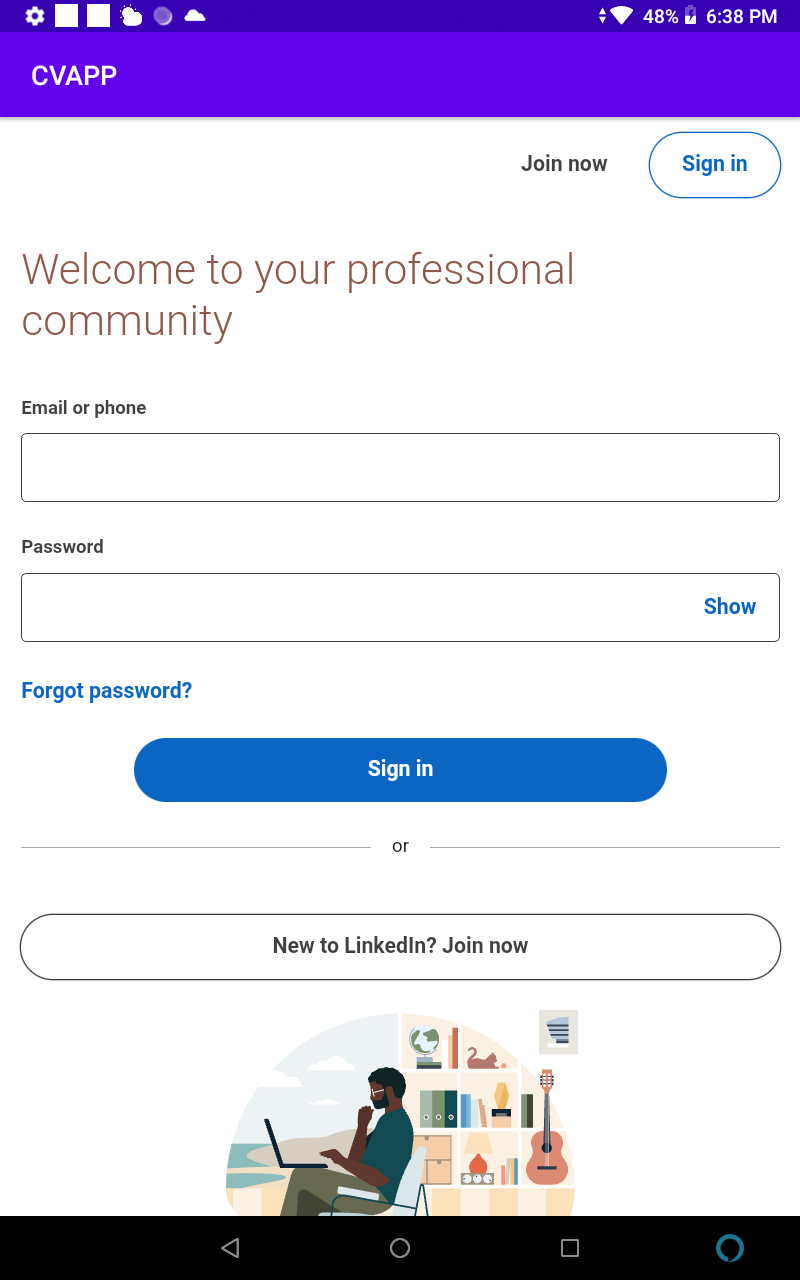 48% 6:38 PM
CVAPP
Join now Sign in
Welcome to your professional
community
Email or phone
Password
Show
Forgot password?
Sign in
or
New to LinkedIn? Join now